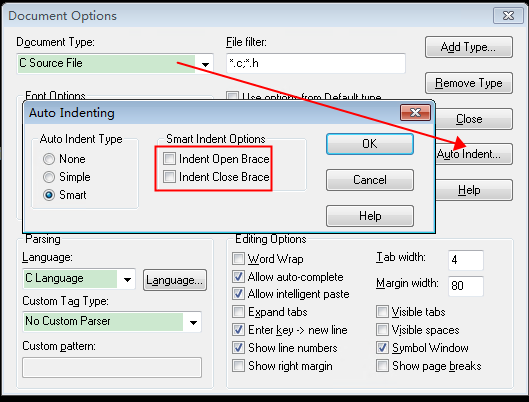 Document Options
Document Type:
File filter:
C Source File
*.c;*.h
Add Type...
Remove Type
Font Options
Use options from Default type
Close
Auto Indenting
Auto Indent Type
None
Simple
Smart
Smart Indent Options
Indent Open Brace
Indent Close Brace
OK
Cancel
Help
Auto Indent...
Help
Parsing
Language:
C Language
Language...
Custom Tag Type:
No Custom Parser
Custom pattern:
Editing Options
Word Wrap
Allow auto-complete
Allow intelligent paste
Expand tabs
Enter key -> new line
Show line numbers
Show right margin
Tab width:
4
Margin width:
80
Visible tabs
Visible spaces
Symbol Window
Show page breaks